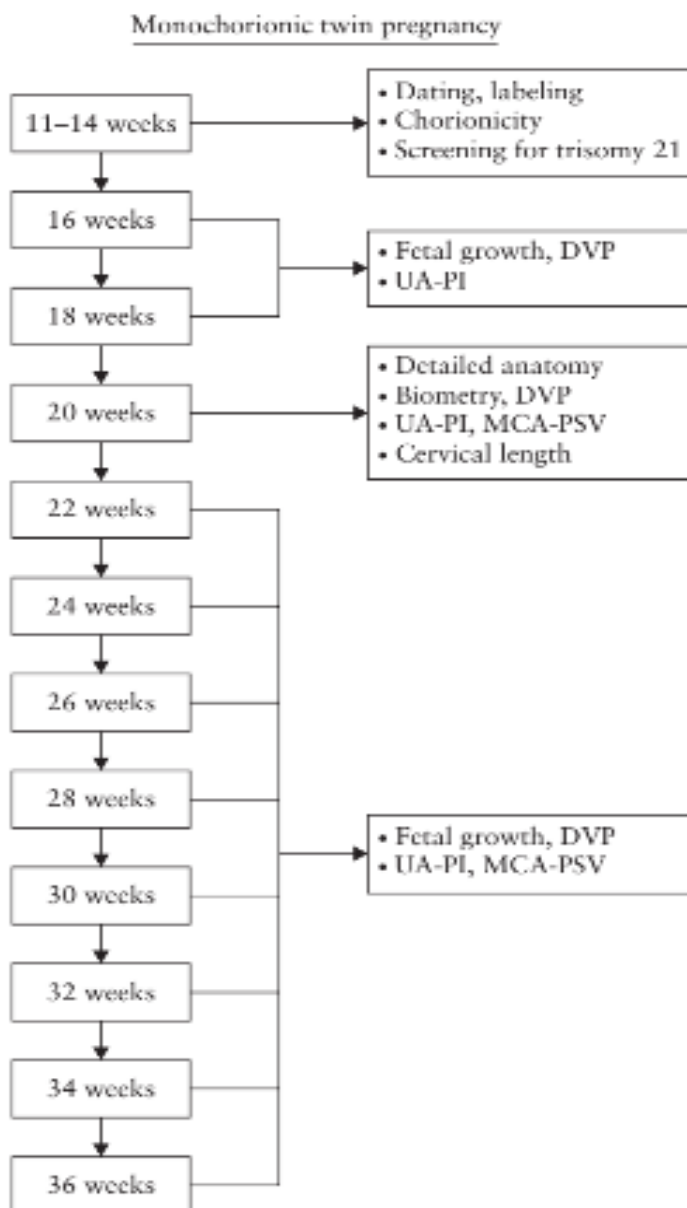 Monochorionic twin pregnancy
11–14 weeks
• Dating, labeling
• Chorionicity
• Screening for trisomy 21
16 weeks
18 weeks
• Fetal growth, DVP
• UA-PI
20 weeks
• Detailed anatomy
• Biometry, DVP
• UA-PI, MCA-PSV
• Cervical length
22 weeks
24 weeks
26 weeks
28 weeks
30 weeks
32 weeks
34 weeks
36 weeks
• Fetal growth, DVP
• UA-PI, MCA-PSV